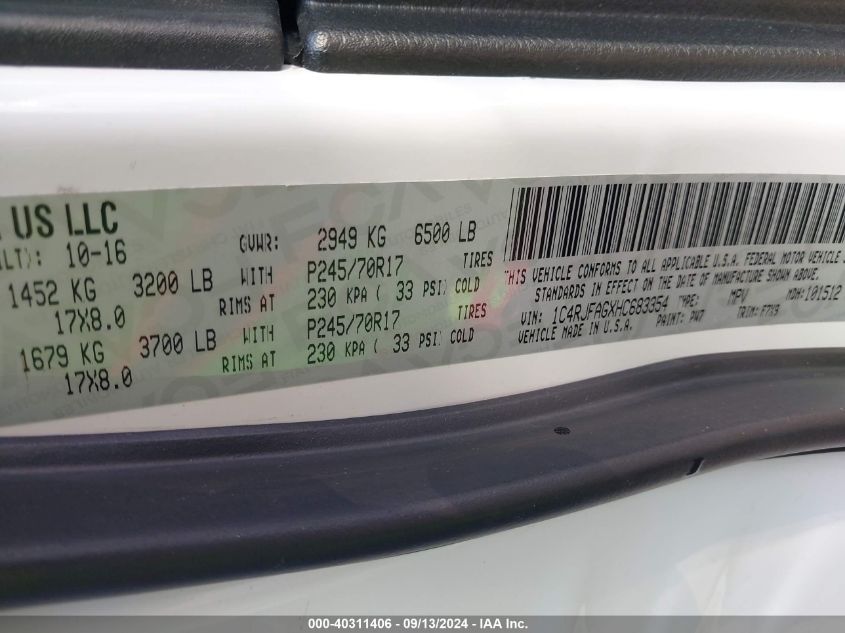 US LLC
10-16 GVWR: 2949 KG 6500 LB
1452 KG 3200 LB WITH P245/70R17 TIRES
17X8.0 RIMS AT 230 KPA ( 33 PSI) COLD
1679 KG 3700 LB WITH P245/70R17 TIRES
17X8.0 RIMS AT 230 KPA ( 33 PSI) COLD
THIS VEHICLE CONFORMS TO ALL APPLICABLE U.S.A. FEDERAL MOTOR VEHICLE
STANDARDS IN EFFECT ON THE DATE OF MANUFACTURE SHOWN ABOVE.
VIN: 1C4RJFAGXHC683354 TYPE: MPV MDH: 101512
VEHICLE MADE IN U.S.A. PAINT: PW7 TRIM: F7X9
000-40311406 - 09/13/2024 - IAA Inc.